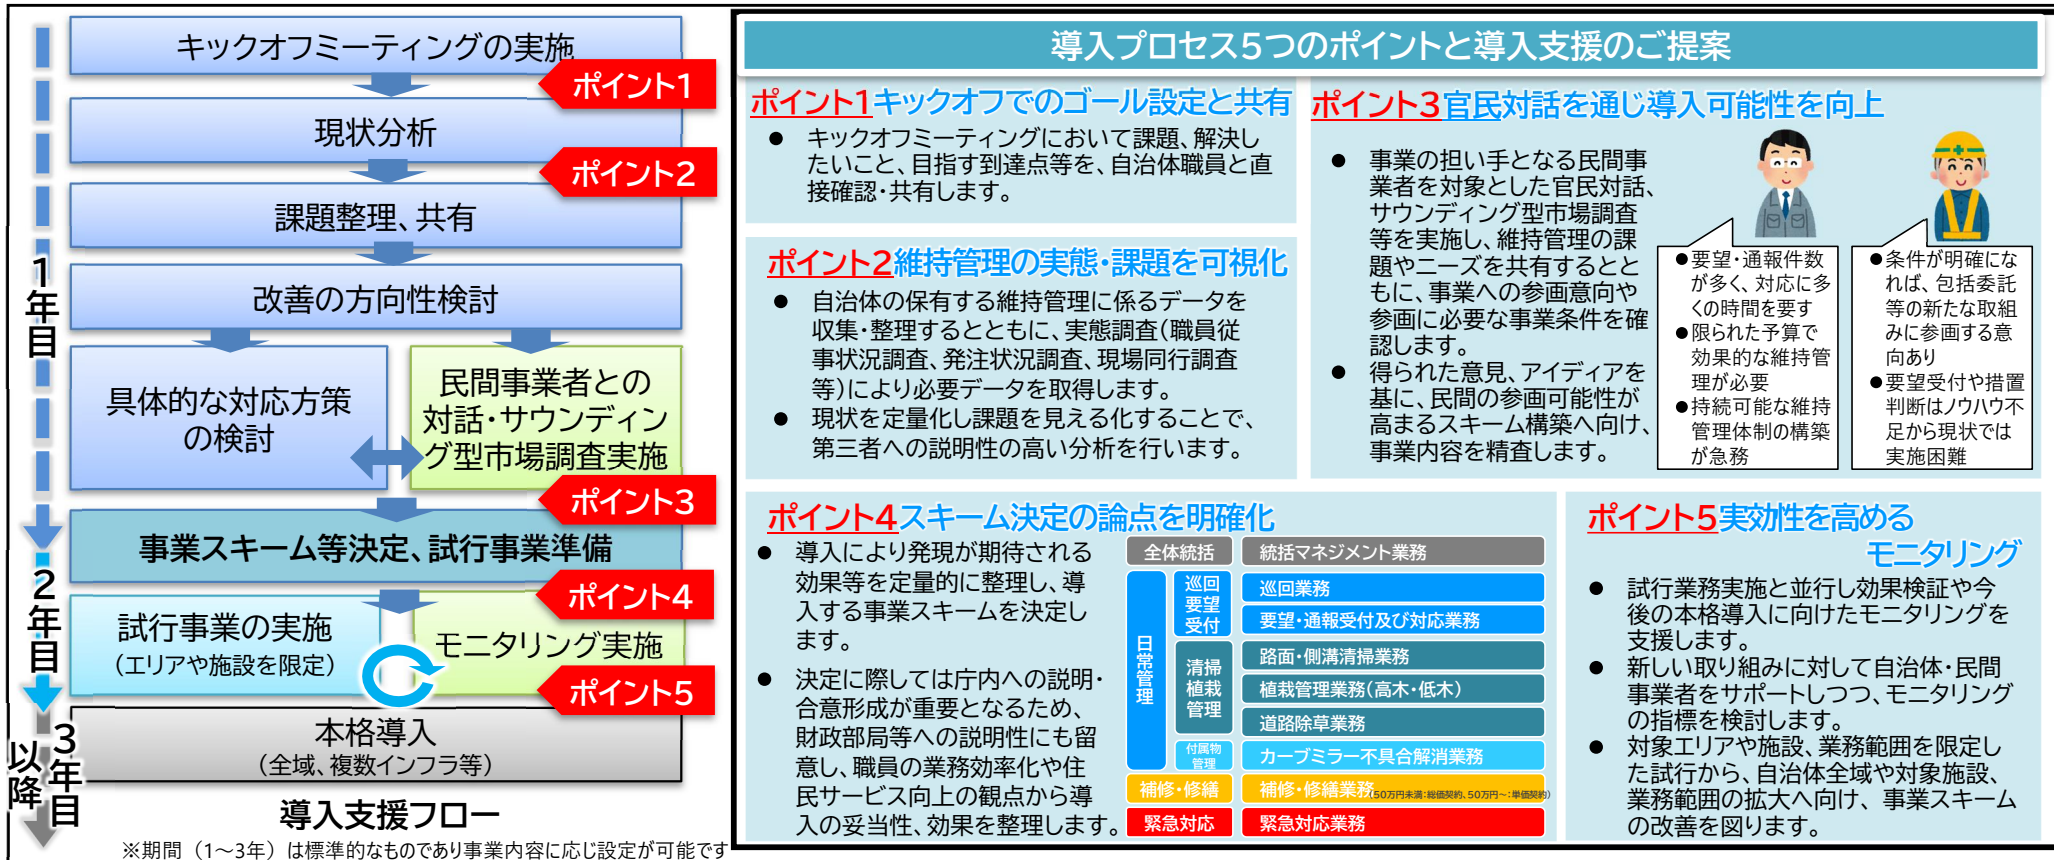 キックオフミーティングの実施
ポイント1
現状分析
ポイント2
課題整理、共有
改善の方向性検討
具体的な対応方策
の検討
民間事業者との
対話・サウンディン
グ型市場調査実施
ポイント3
事業スキーム等決定、試行事業準備
ポイント4
試行事業の実施
（エリアや施設を限定）
モニタリング実施
ポイント5
本格導入
（全域、複数インフラ等）
1年目
2年目
3年目
以降
導入支援フロー
※期間（1～3年）は標準的なものであり事業内容に応じ設定が可能です
導入プロセス5つのポイントと導入支援のご提案
ポイント1キックオフでのゴール設定と共有
● キックオフミーティングにおいて課題、解決し
たいこと、目指す到達点等を、自治体職員と直
接確認・共有します。
ポイント2維持管理の実態・課題を可視化
● 自治体の保有する維持管理に係るデータを
収集・整理するとともに、実態調査（職員従
事状況調査、発注状況調査、現場同行調査
等）により必要データを取得します。
● 現状を定量化し課題を見える化することで、
第三者への説明性の高い分析を行います。
ポイント3官民対話を通じ導入可能性を向上
● 事業の担い手となる民間事
業者を対象とした官民対話、
サウンディング型市場調査
等を実施し、維持管理の課
題やニーズを共有するとと
もに、事業への参画意向や
参画に必要な事業条件を確
認します。
● 得られた意見、アイディアを
基に、民間の参画可能性が
高まるスキーム構築へ向け、
事業内容を精査します。
●要望・通報件数
が多く、対応に多
くの時間を要す
●限られた予算で
効果的な維持管
理が必要
●持続可能な維持
管理体制の構築
が急務
●条件が明確にな
れば、包括委託
等の新たな取組
みに参画する意
向あり
●要望受付や措置
判断はノウハウ不
足から現状では
実施困難
ポイント4スキーム決定の論点を明確化
● 導入により発現が期待される
効果等を定量的に整理し、導
入する事業スキームを決定し
ます。
● 決定に際しては庁内への説明・
合意形成が重要となるため、
財政部局等への説明性にも留
意し、職員の業務効率化や住
民サービス向上の観点から導
入の妥当性、効果を整理します。
全体統括
統括マネジメント業務
日常管理
巡回
要望
受付
巡回業務
要望・通報受付及び対応業務
清掃
植栽
管理
路面・側溝清掃業務
植栽管理業務（高木・低木）
道路除草業務
付属物
管理
カーブミラー不具合解消業務
補修・修繕
補修・修繕業務（50万円未満：総価契約、50万円～：単価契約）
緊急対応
緊急対応業務
ポイント5実効性を高める
モニタリング
● 試行業務実施と並行し効果検証や今
後の本格導入に向けたモニタリングを
支援します。
● 新しい取り組みに対して自治体・民間
事業者をサポートしつつ、モニタリング
の指標を検討します。
● 対象エリアや施設、業務範囲を限定し
た試行から、自治体全域や対象施設、
業務範囲の拡大へ向け、事業スキーム
の改善を図ります。